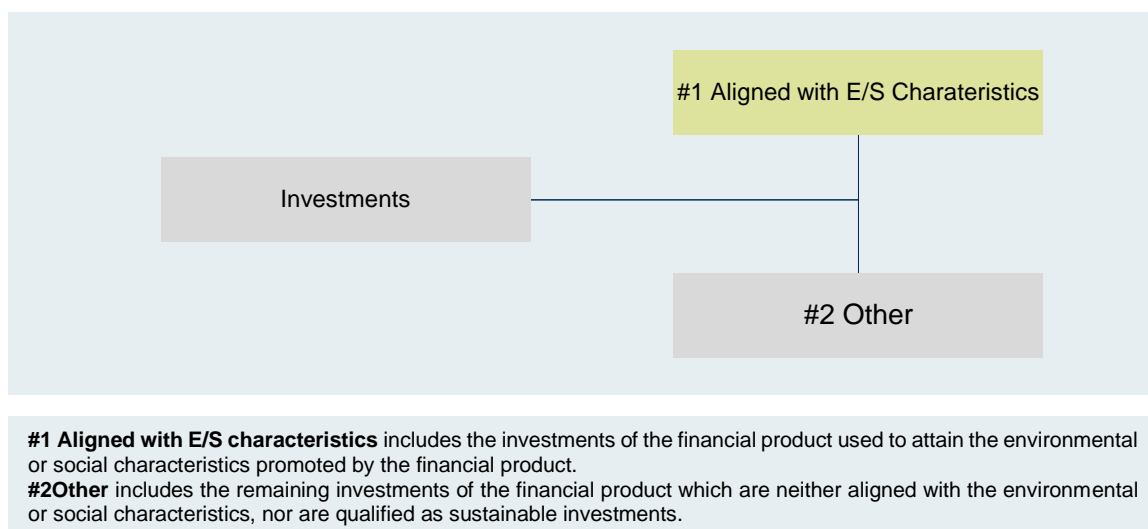 #1 Aligned with E/S Charateristics
Investments
#2 Other
#1 Aligned with E/S characteristics includes the investments of the financial product used to attain the environmental
or social characteristics promoted by the financial product.
#2Other includes the remaining investments of the financial product which are neither aligned with the environmental
or social characteristics, nor are qualified as sustainable investments.